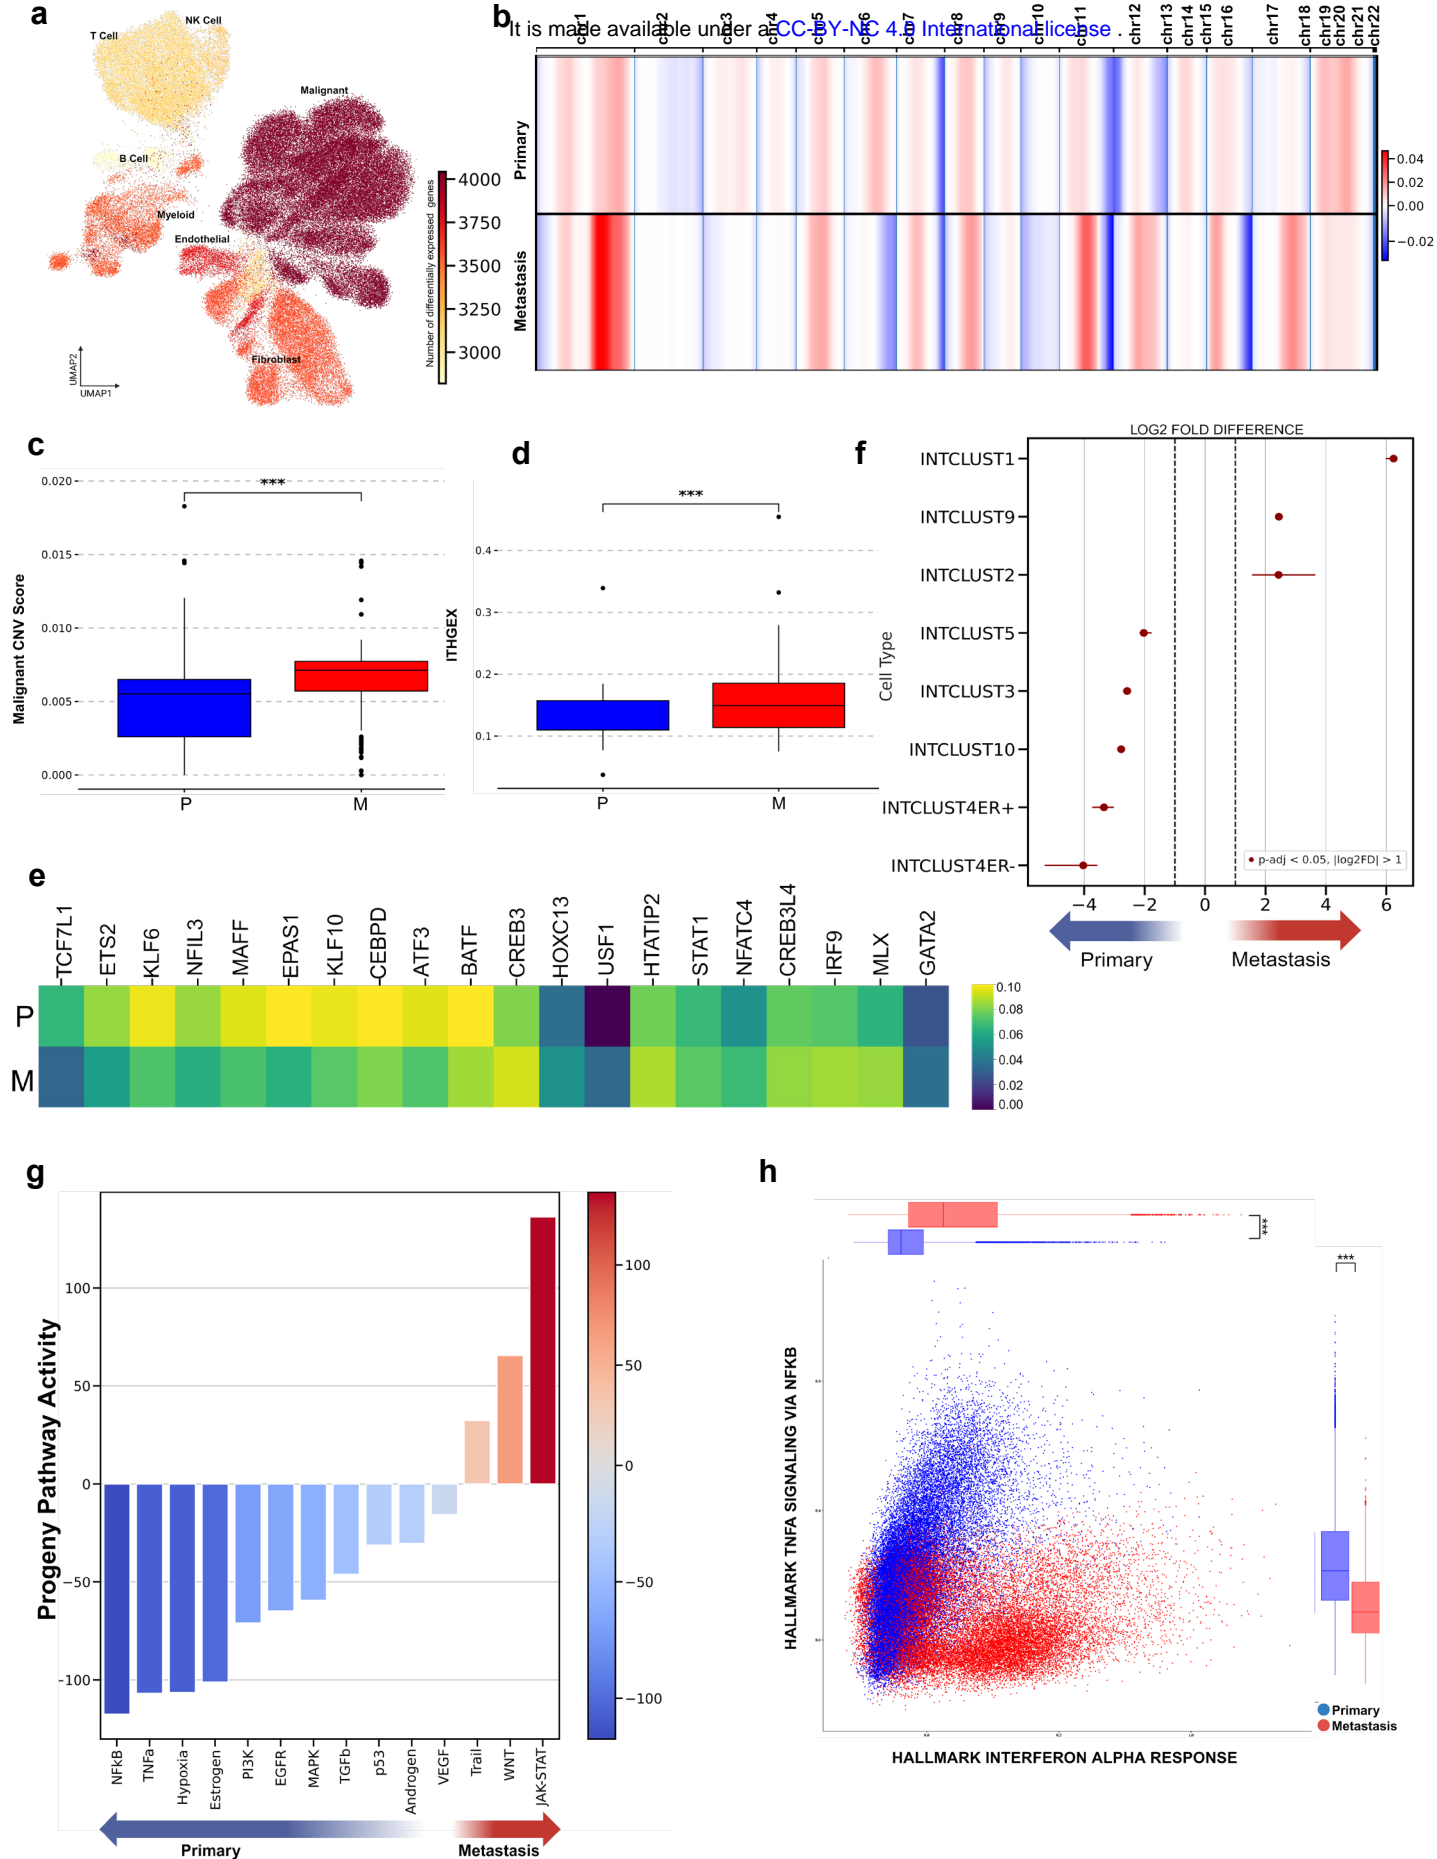 a
T Cell
NK Cell
Malignant
B Cell
Myeloid
Endothelial
Fibroblast
UMAP2
UMAP1
Number of differentially expressed genes
4000
3750
3500
3250
3000
b
It is made available under a CC-BY-NC 4.0 International license .
chr1
chr2
chr3
chr4
chr5
chr6
chr7
chr8
chr9
chr10
chr11
chr12
chr13
chr14
chr15
chr16
chr17
chr18
chr19
chr20
chr21
chr22
Primary
Metastasis
0.04
0.02
0.00
−0.02
c
Malignant CNV Score
0.020
0.015
0.010
0.005
0.000
***
P
M
d
ITHGEX
0.4
0.3
0.2
0.1
***
P
M
f
LOG2 FOLD DIFFERENCE
Cell Type
INTCLUST1
INTCLUST9
INTCLUST2
INTCLUST5
INTCLUST3
INTCLUST10
INTCLUST4ER+
INTCLUST4ER-
p-adj < 0.05, |log2FD| > 1
−4 −2 0 2 4 6
Primary
Metastasis
e
TCF7L1
ETS2
KLF6
NFIL3
MAFF
EPAS1
KLF10
CEBPD
ATF3
BATF
CREB3
HOXC13
USF1
HTATIP2
STAT1
NFATC4
CREB3L4
IRF9
MLX
GATA2
P
M
0.10
0.08
0.06
0.04
0.02
0.00
g
Progeny Pathway Activity
100
50
0
−50
-100
100
50
0
−50
−100
NFkB
TNFa
Hypoxia
Estrogen
PI3K
EGFR
MAPK
TGFb
p53
Androgen
VEGF
Trail
WNT
JAK-STAT
Primary
Metastasis
h
***
***
HALLMARK TNFA SIGNALING VIA NFKB
HALLMARK INTERFERON ALPHA RESPONSE
Primary
Metastasis